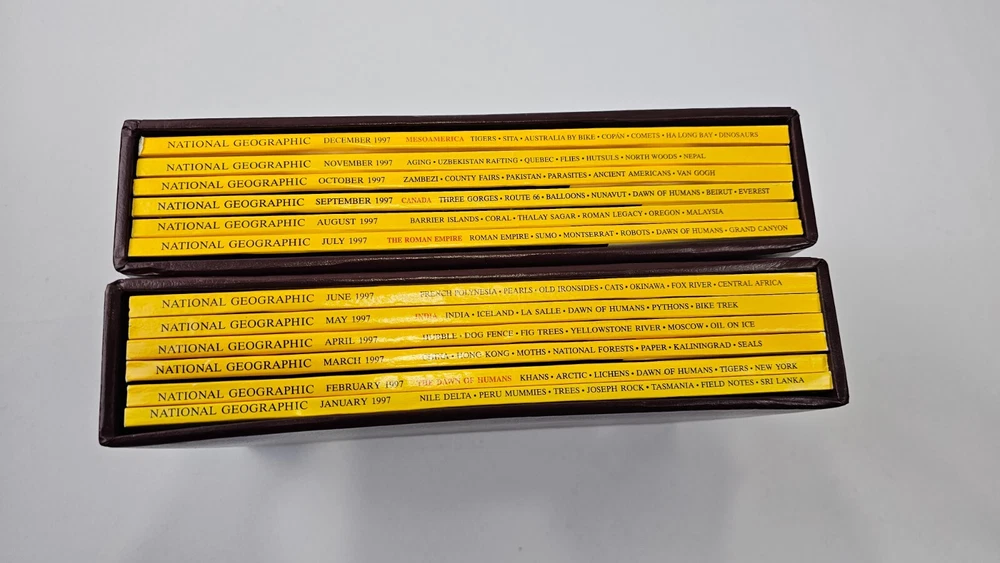 NATIONAL GEOGRAPHIC DECEMBER 1997 MESOAMERICA TIGERS • SITA • AUSTRALIA BY BIKE • COPAN • COMETS • HA LONG BAY • DINOSAURS
NATIONAL GEOGRAPHIC NOVEMBER 1997 AGING • UZBEKISTAN RAFTING • QUEBEC • FLIES • HUTSULS • NORTH WOODS • NEPAL
NATIONAL GEOGRAPHIC OCTOBER 1997 ZAMBEZI • COUNTY FAIRS • PAKISTAN • PARASITES • ANCIENT AMERICANS • VAN GOGH
NATIONAL GEOGRAPHIC SEPTEMBER 1997 CANADA THREE GORGES • ROUTE 66 • BALLOONS • NUNAVUT • DAWN OF HUMANS • BEIRUT • EVEREST
NATIONAL GEOGRAPHIC AUGUST 1997 BARRIER ISLANDS • CORAL • THALAY SAGAR • ROMAN LEGACY • OREGON • MALAYSIA
NATIONAL GEOGRAPHIC JULY 1997 THE ROMAN EMPIRE ROMAN EMPIRE • SUMO • MONTSERRAT • ROBOTS • DAWN OF HUMANS • GRAND CANYON
NATIONAL GEOGRAPHIC JUNE 1997 FRENCH POLYNESIA • PEARLS • OLD IRONSIDES • CATS • OKINAWA • FOX RIVER • CENTRAL AFRICA
NATIONAL GEOGRAPHIC MAY 1997 INDIA INDIA • ICELAND • LA SALLE • DAWN OF HUMANS • PYTHONS • BIKE TREK
NATIONAL GEOGRAPHIC APRIL 1997 HUBBLE • DOG FENCE • FIG TREES • YELLOWSTONE RIVER • MOSCOW • OIL ON ICE
NATIONAL GEOGRAPHIC MARCH 1997 HONG KONG • MOTHS • NATIONAL FORESTS • PAPER • KALININGRAD • SEALS
NATIONAL GEOGRAPHIC FEBRUARY 1997 THE DAWN OF HUMANS KHANS • ARCTIC • LICHENS • DAWN OF HUMANS • TIGERS • NEW YORK
NATIONAL GEOGRAPHIC JANUARY 1997 NILE DELTA • PERU MUMMIES • TREES • JOSEPH ROCK • TASMANIA • FIELD NOTES • SRI LANKA